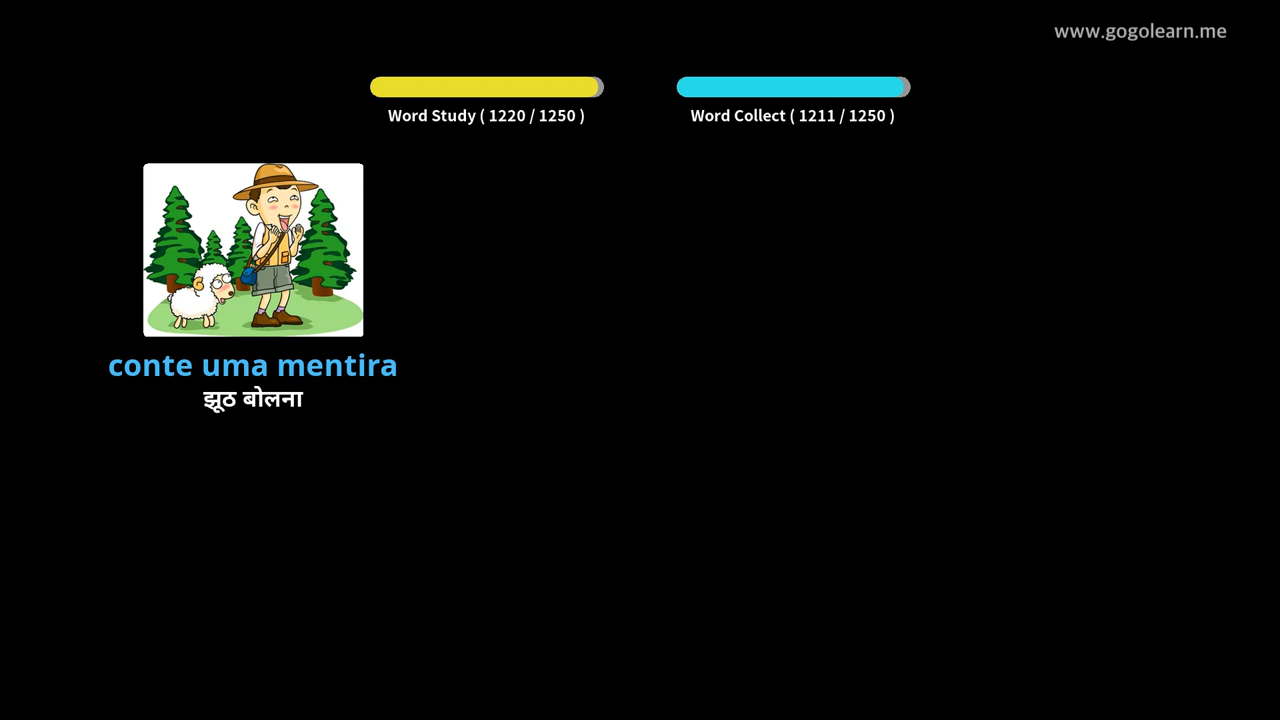 www.gogolearn.me
Word Study ( 1220 / 1250 )
Word Collect ( 1211 / 1250 )
conte uma mentira
झूठ बोलना